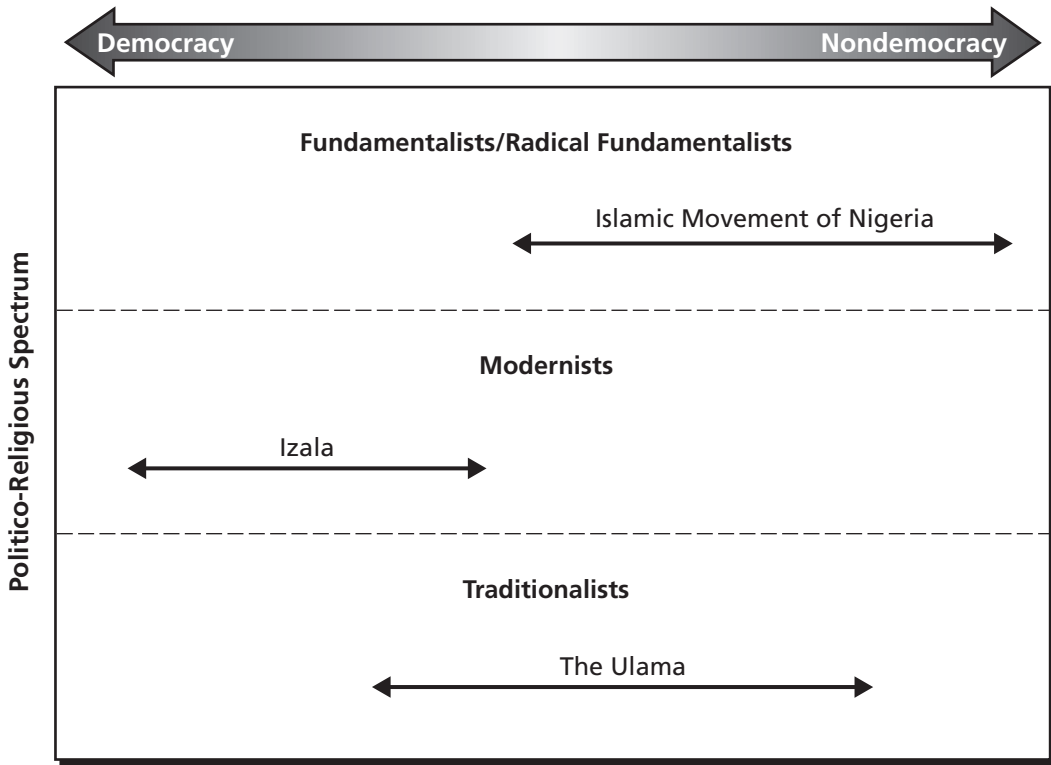 Democracy
Nondemocracy
Politico-Religious Spectrum
Fundamentalists/Radical Fundamentalists
Islamic Movement of Nigeria
Modernists
Izala
Traditionalists
The Ulama